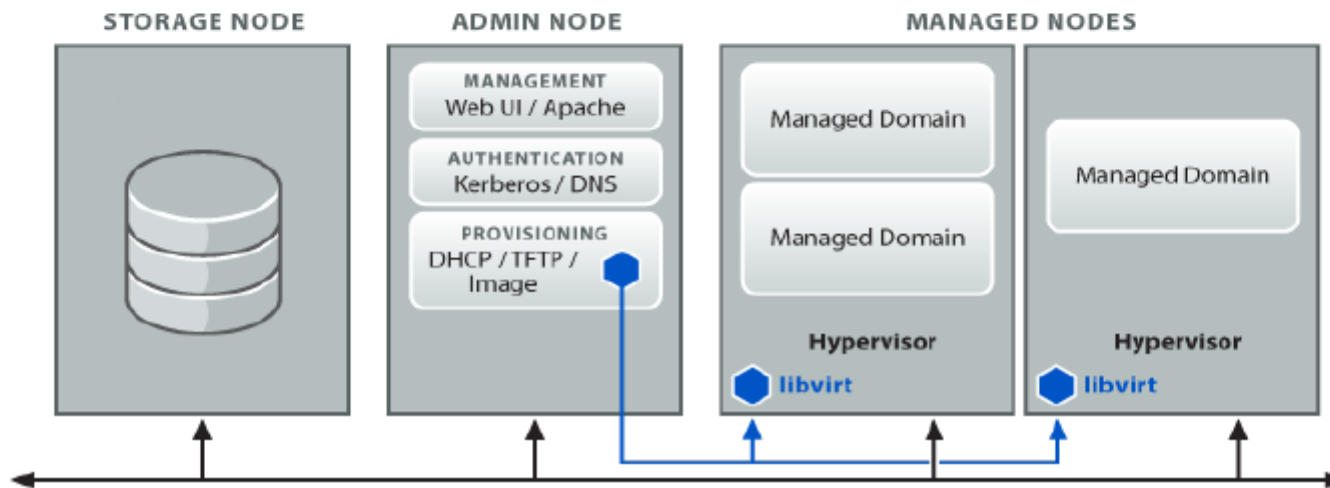 STORAGE NODE
ADMIN NODE
MANAGED NODES
MANAGEMENT
Web UI / Apache
AUTHENTICATION
Kerberos / DNS
PROVISIONING
DHCP / TFTP /
Image
Managed Domain
Managed Domain
Hypervisor
libvirt
Managed Domain
Hypervisor
libvirt